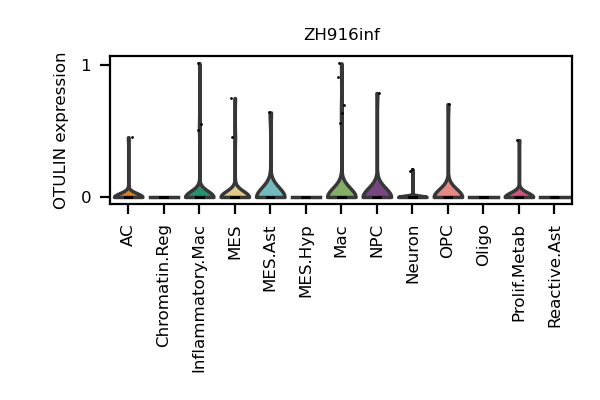 ZH916inf
OTULIN expression
1
0
AC
Chromatin.Reg
Inflammatory.Mac
MES
MES.Ast
MES.Hyp
Mac
NPC
Neuron
OPC
Oligo
Prolif.Metab
Reactive.Ast